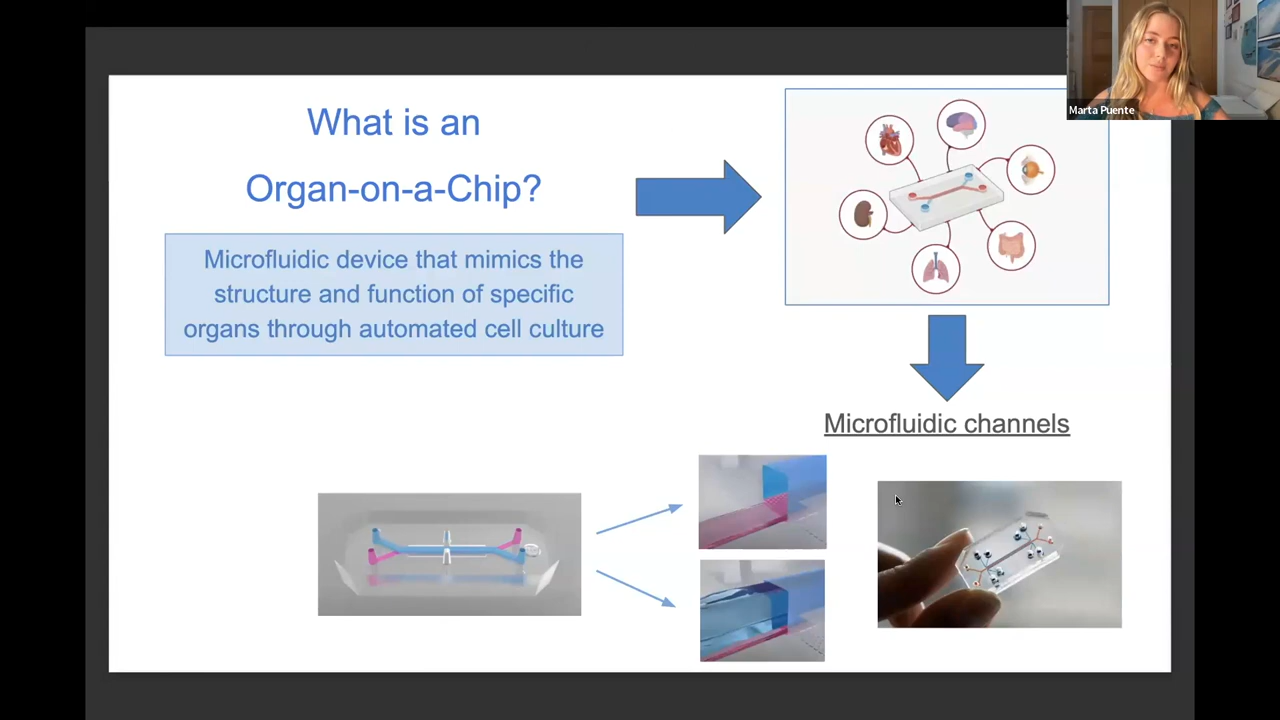 Marta Puente
What is an
Organ-on-a-Chip?
Microfluidic device that mimics the
structure and function of specific
organs through automated cell culture
Microfluidic channels